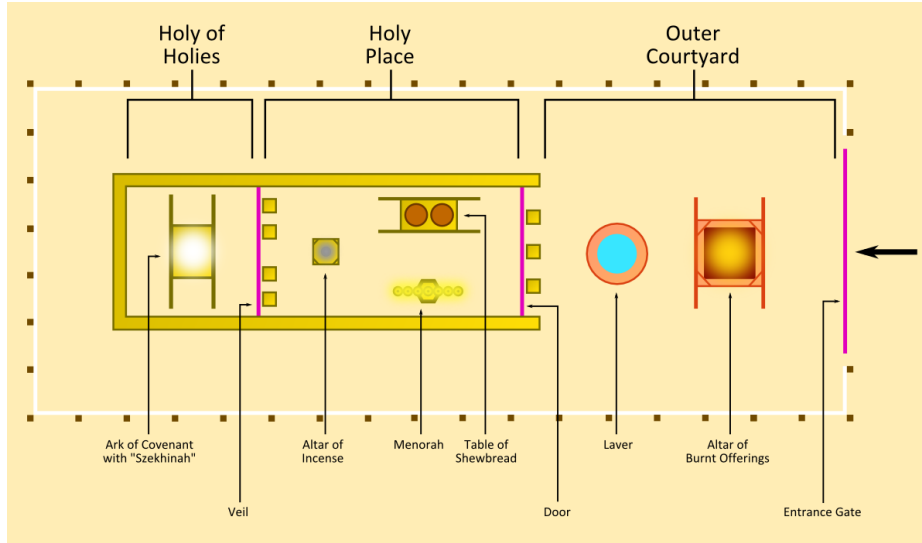 Holy of
Holies
Holy
Place
Outer
Courtyard
Ark of Covenant
with "Szekhinah"
Altar of
Incense
Menorah
Table of
Shewbread
Laver
Altar of
Burnt Offerings
Veil
Door
Entrance Gate